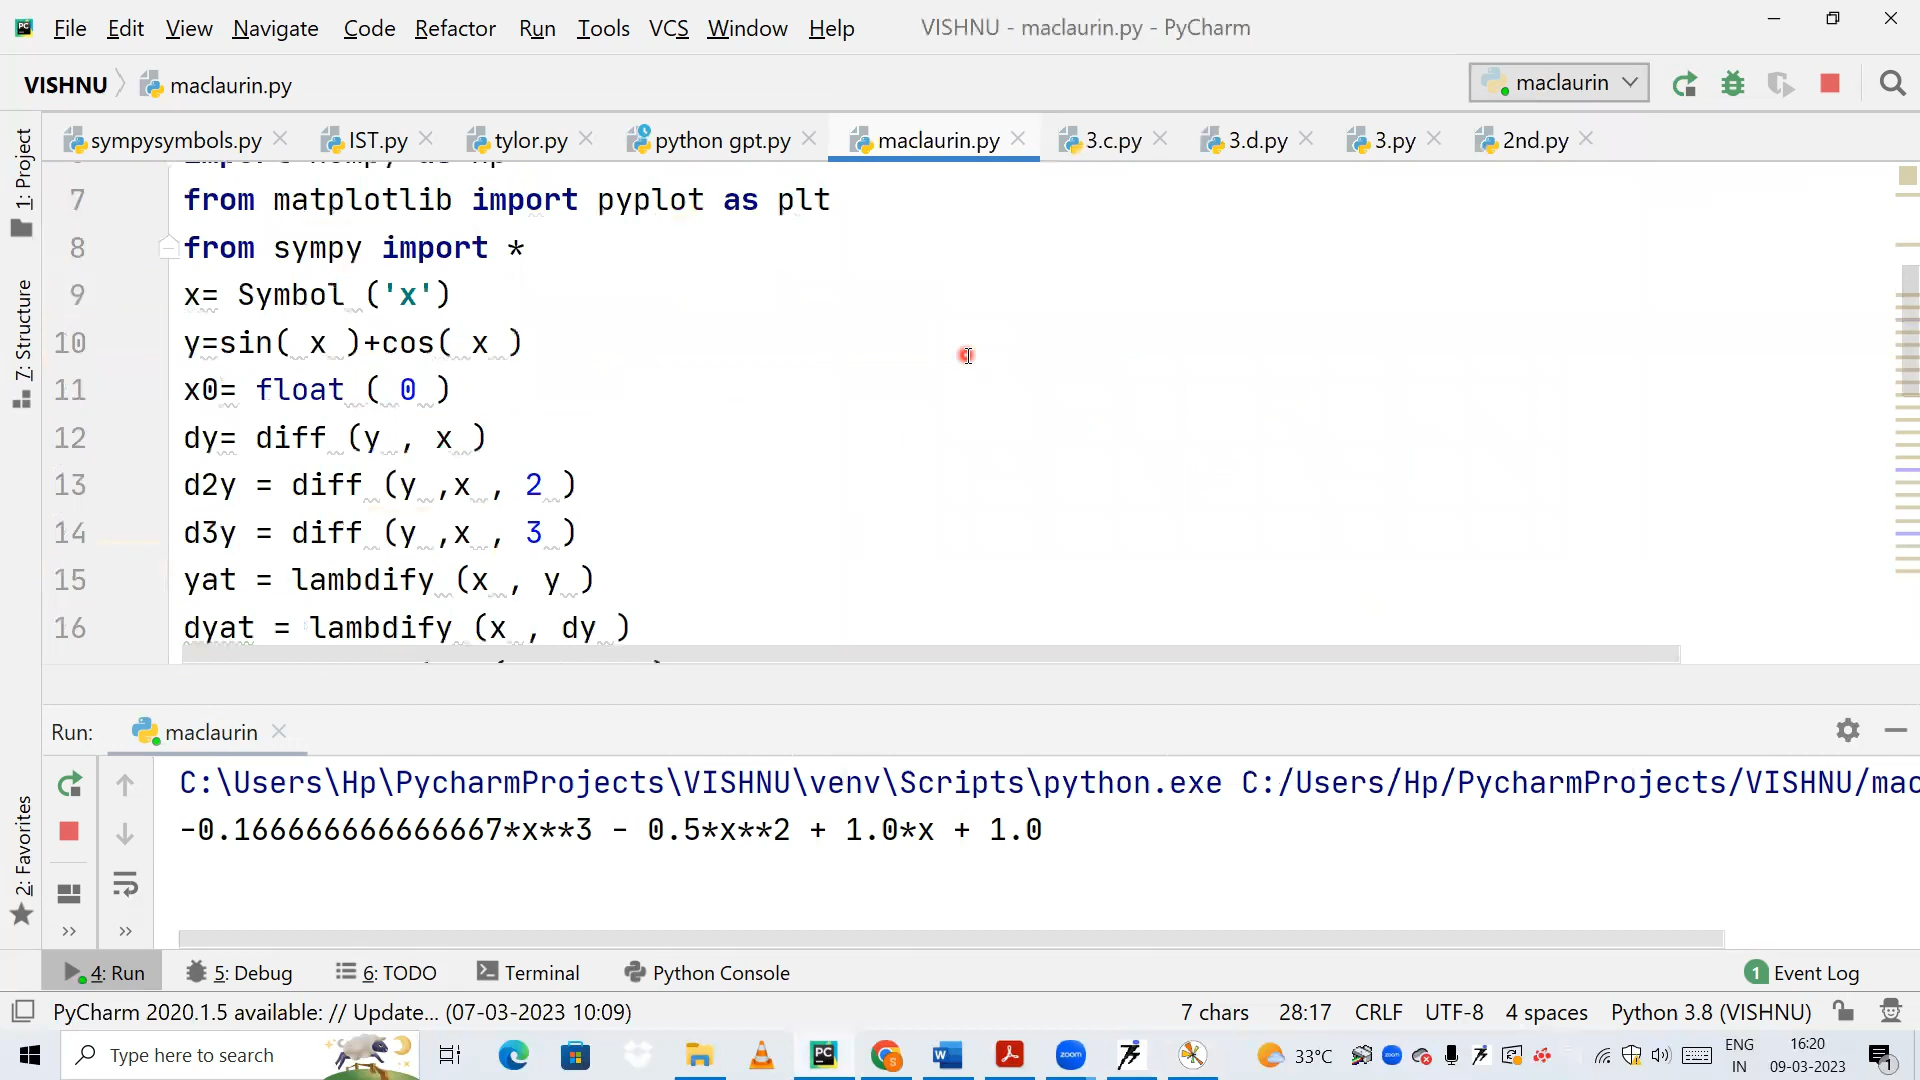 File Edit View Navigate Code Refactor Run Tools VCS Window Help VISHNU - maclaurin.py - PyCharm
VISHNU maclaurin.py maclaurin
sympysymbols.py IST.py tylor.py python gpt.py maclaurin.py 3.c.py 3.d.py 3.py 2nd.py
1: Project
7: Structure
2: Favorites
7 from matplotlib import pyplot as plt
8 from sympy import *
9 x= Symbol ('x')
10 y=sin( x )+cos( x )
11 x0= float ( 0 )
12 dy= diff (y , x )
13 d2y = diff (y ,x , 2 )
14 d3y = diff (y ,x , 3 )
15 yat = lambdify (x , y )
16 dyat = lambdify (x , dy )
Run: maclaurin
C:\Users\Hp\PycharmProjects\VISHNU\venv\Scripts\python.exe C:/Users/Hp/PycharmProjects/VISHNU/mac
-0.166666666666667*x**3 - 0.5*x**2 + 1.0*x + 1.0
4: Run 5: Debug 6: TODO Terminal Python Console 1 Event Log
PyCharm 2020.1.5 available: // Update... (07-03-2023 10:09) 7 chars 28:17 CRLF UTF-8 4 spaces Python 3.8 (VISHNU)
Type here to search 33°C ENG IN 16:20 09-03-2023 1